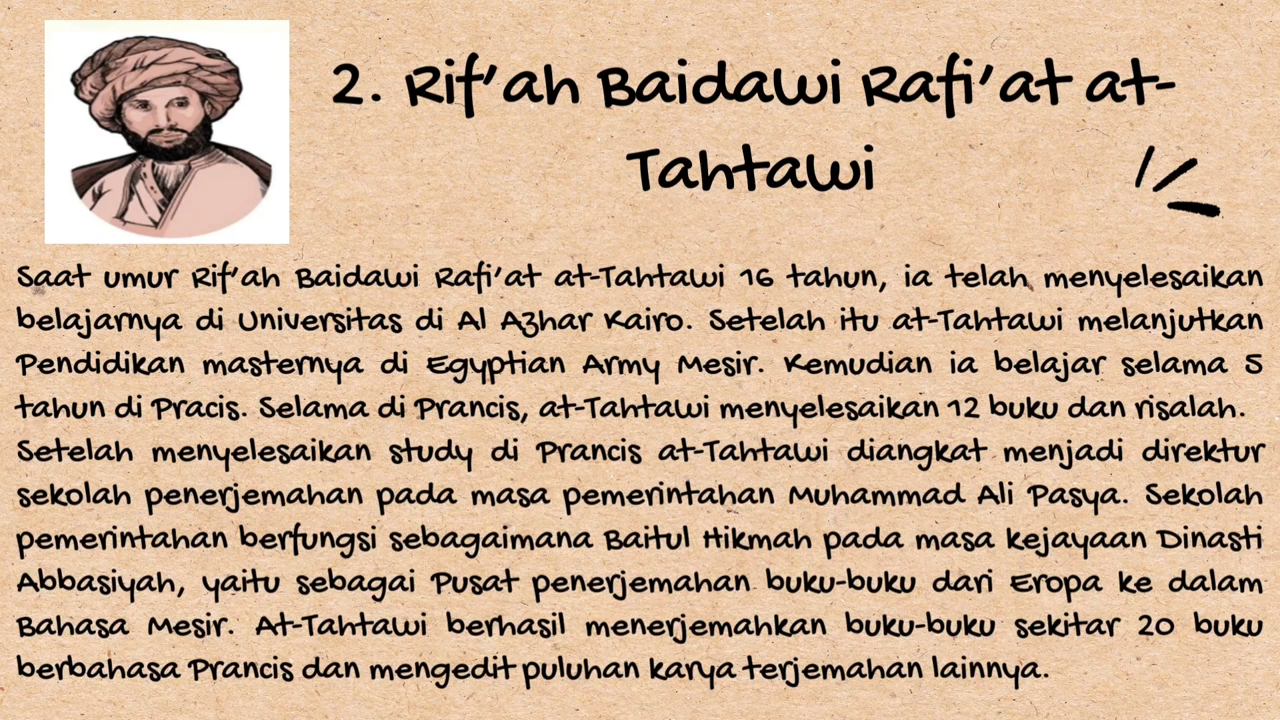 2. Rif'ah Baidawi Rafi'at at-
Tahtawi
Saat umur Rif'ah Baidawi Rafi'at at-Tahtawi 16 tahun, ia telah menyelesaikan
belajarnya di Universitas di Al Azhar Kairo. Setelah itu at-Tahtawi melanjutkan
Pendidikan masternya di Egyptian Army Mesir. Kemudian ia belajar selama 5
tahun di Pracis. Selama di Prancis, at-Tahtawi menyelesaikan 12 buku dan risalah.
Setelah menyelesaikan study di Prancis at-Tahtawi diangkat menjadi direktur
sekolah penerjemahan pada masa pemerintahan Muhammad Ali Pasya. Sekolah
pemerintahan berfungsi sebagaimana Baitul Hikmah pada masa kejayaan Dinasti
Abbasiyah, yaitu sebagai Pusat penerjemahan buku-buku dari Eropa ke dalam
Bahasa Mesir. At-Tahtawi berhasil menerjemahkan buku-buku sekitar 20 buku
berbahasa Prancis dan mengedit puluhan karya terjemahan lainnya.